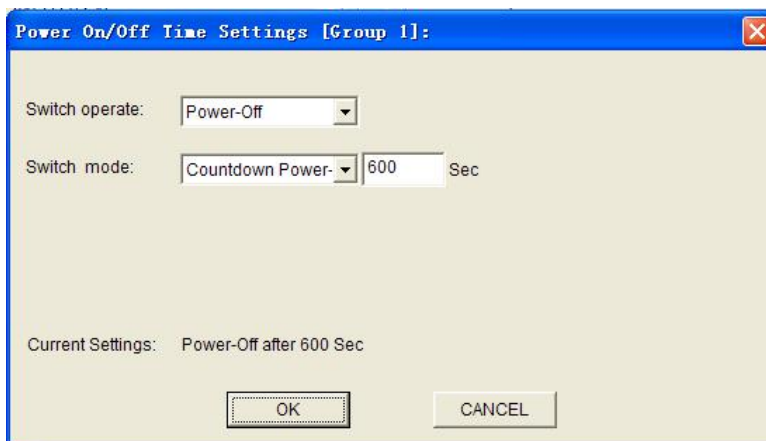 Power On/Off Time Settings [Group 1]:
Switch operate: Power-Off
Switch mode: Countdown Power- 600 Sec
Current Settings: Power-Off after 600 Sec
OK CANCEL